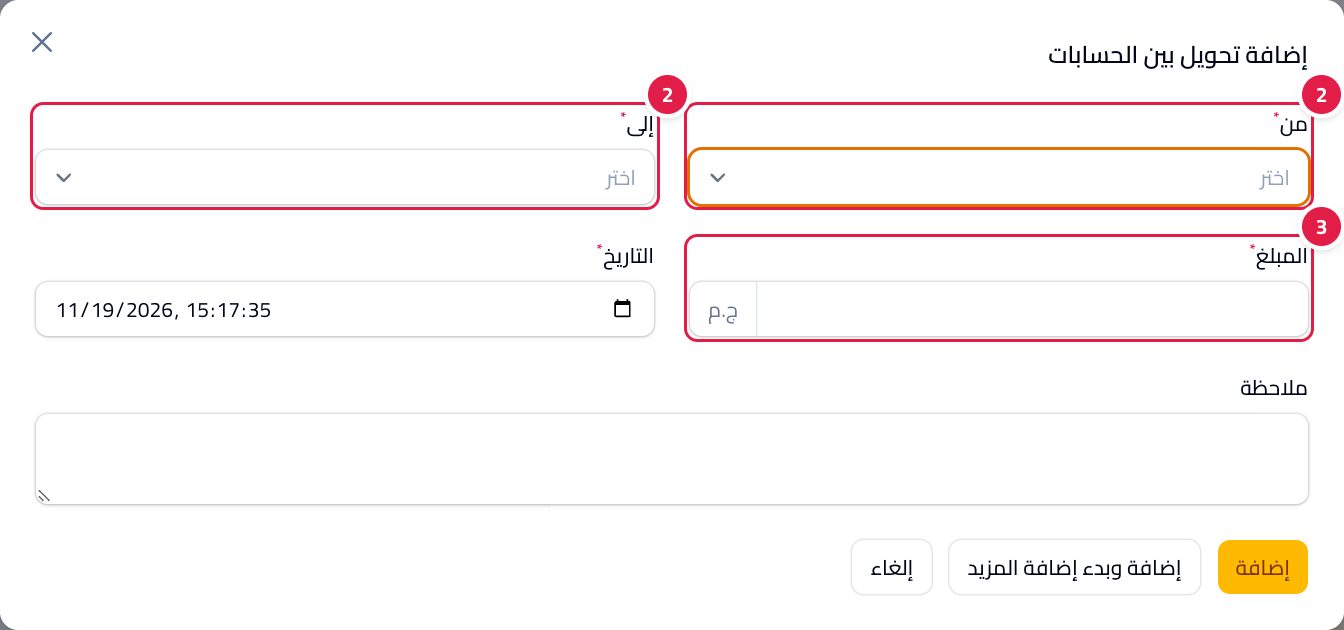 إضافة تحويل بين الحسابات
2
من*
اختر
2
إلى*
اختر
3
المبلغ*
ج.م
التاريخ*
11/19/2026, 15:17:35
ملاحظة
إضافة
إضافة وبدء إضافة المزيد
إلغاء